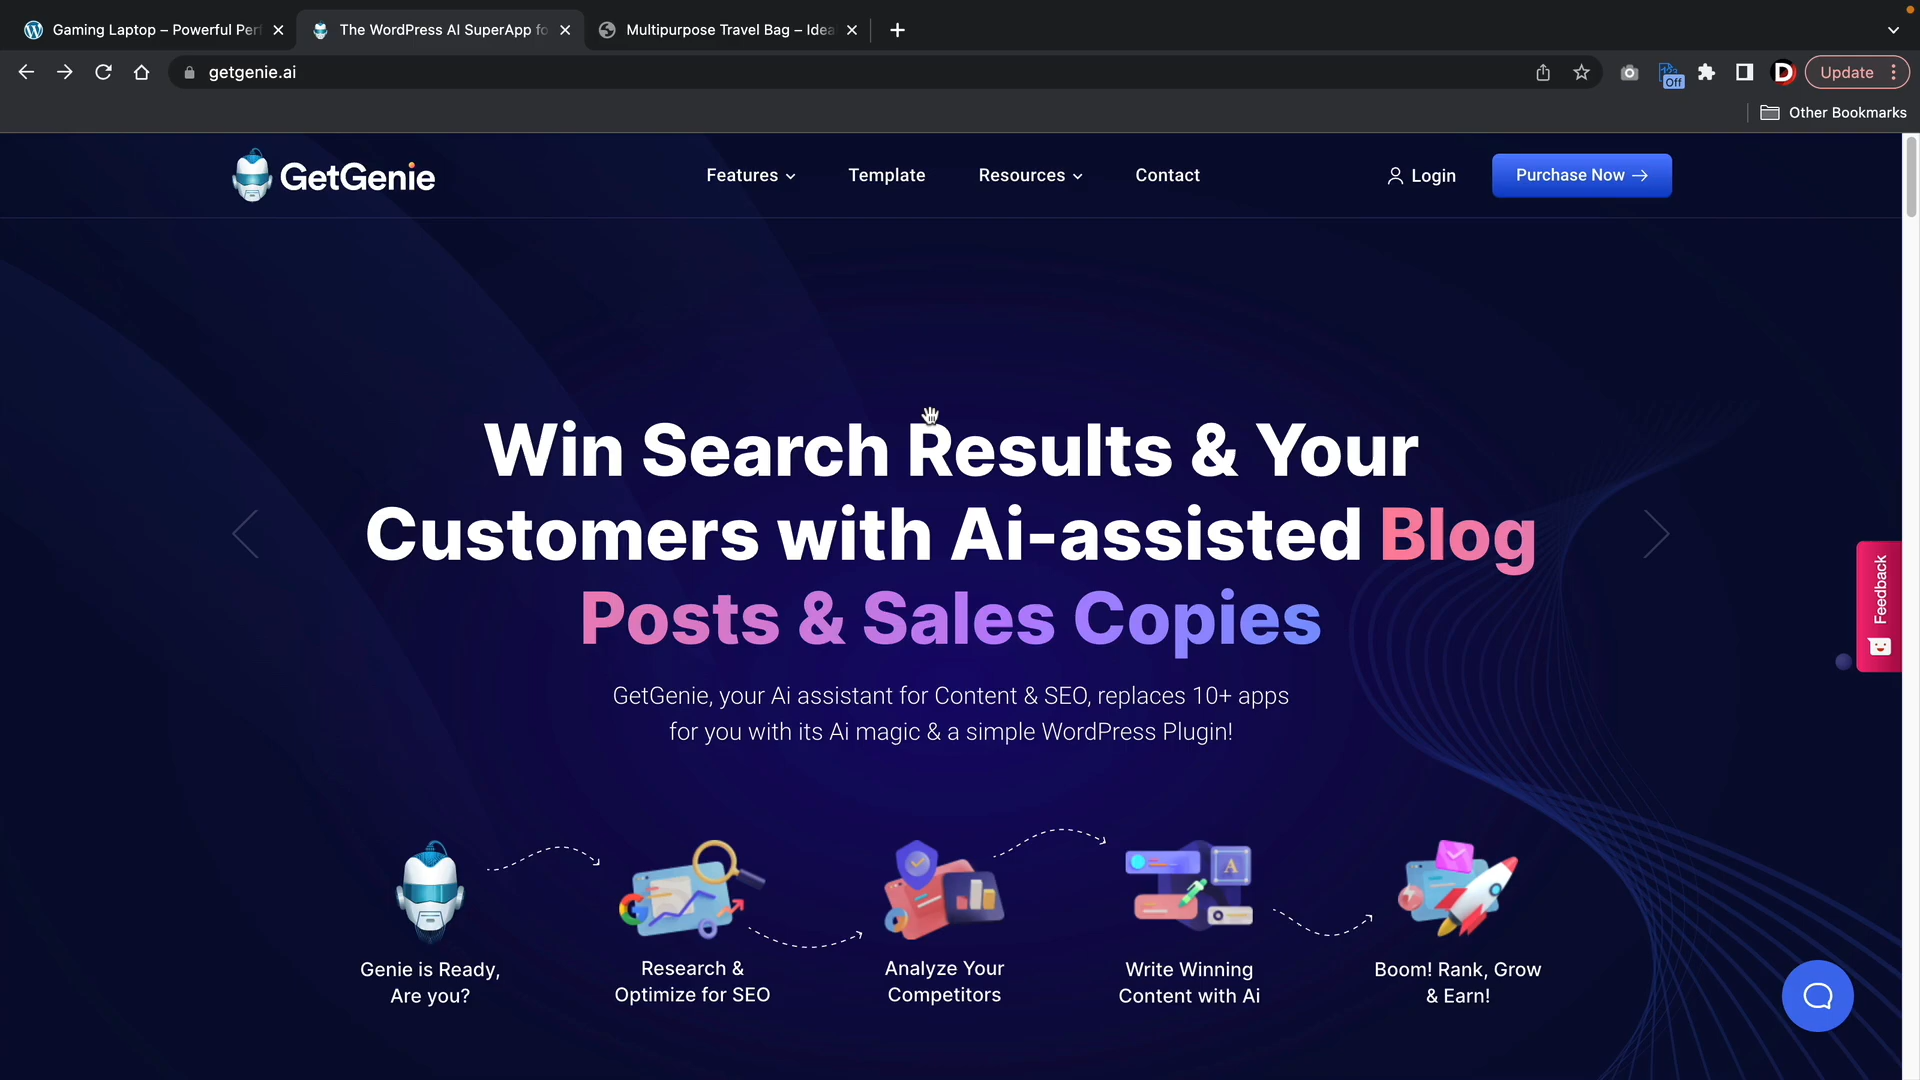 Gaming Laptop – Powerful Per
The WordPress AI SuperApp fo
Multipurpose Travel Bag – Idea
getgenie.ai
Off
D
Update
Other Bookmarks
GetGenie
Features
Template
Resources
Contact
Login
Purchase Now →
Win Search Results & Your
Customers with Ai-assisted Blog
Posts & Sales Copies
GetGenie, your Ai assistant for Content & SEO, replaces 10+ apps
for you with its Ai magic & a simple WordPress Plugin!
Feedback
A
Genie is Ready,
Are you?
Research &
Optimize for SEO
Analyze Your
Competitors
Write Winning
Content with Ai
Boom! Rank, Grow
& Earn!